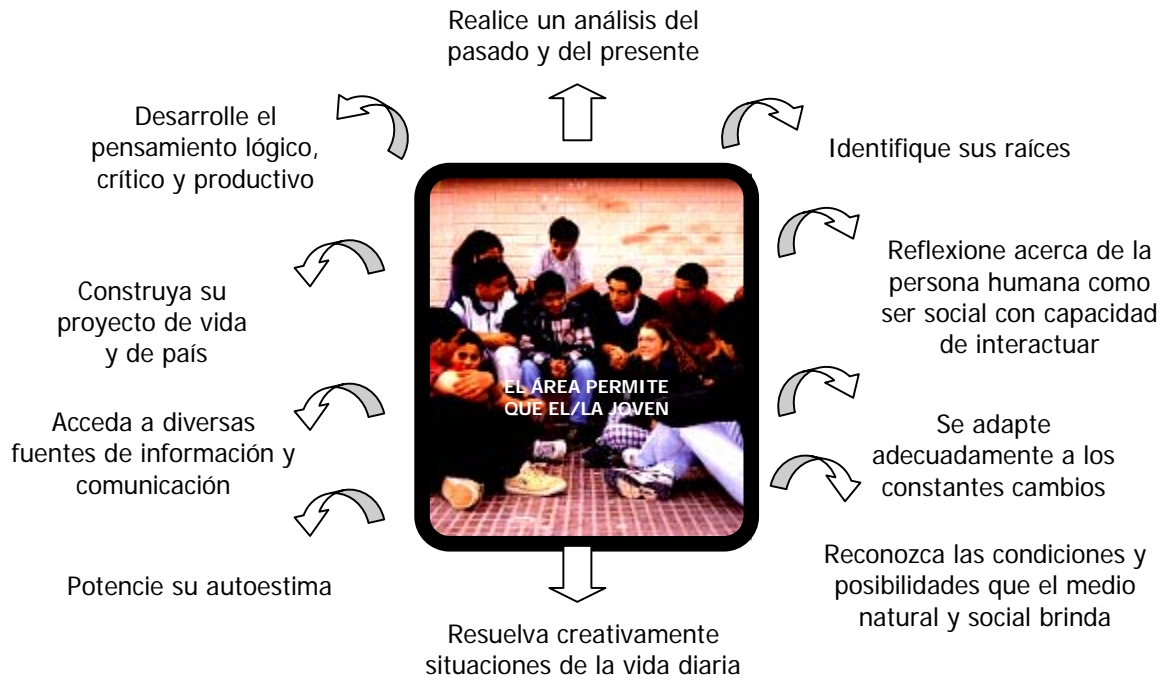 Realice un análisis del
pasado y del presente
Desarrolle el
pensamiento lógico,
crítico y productivo
Identifique sus raíces
Construya su
proyecto de vida
y de país
Reflexione acerca de la
persona humana como
ser social con capacidad
de interactuar
EL ÁREA PERMITE
QUE EL/LA JOVEN
Acceda a diversas
fuentes de información y
comunicación
Se adapte
adecuadamente a los
constantes cambios
Potencie su autoestima
Reconozca las condiciones y
posibilidades que el medio
natural y social brinda
Resuelva creativamente
situaciones de la vida diaria